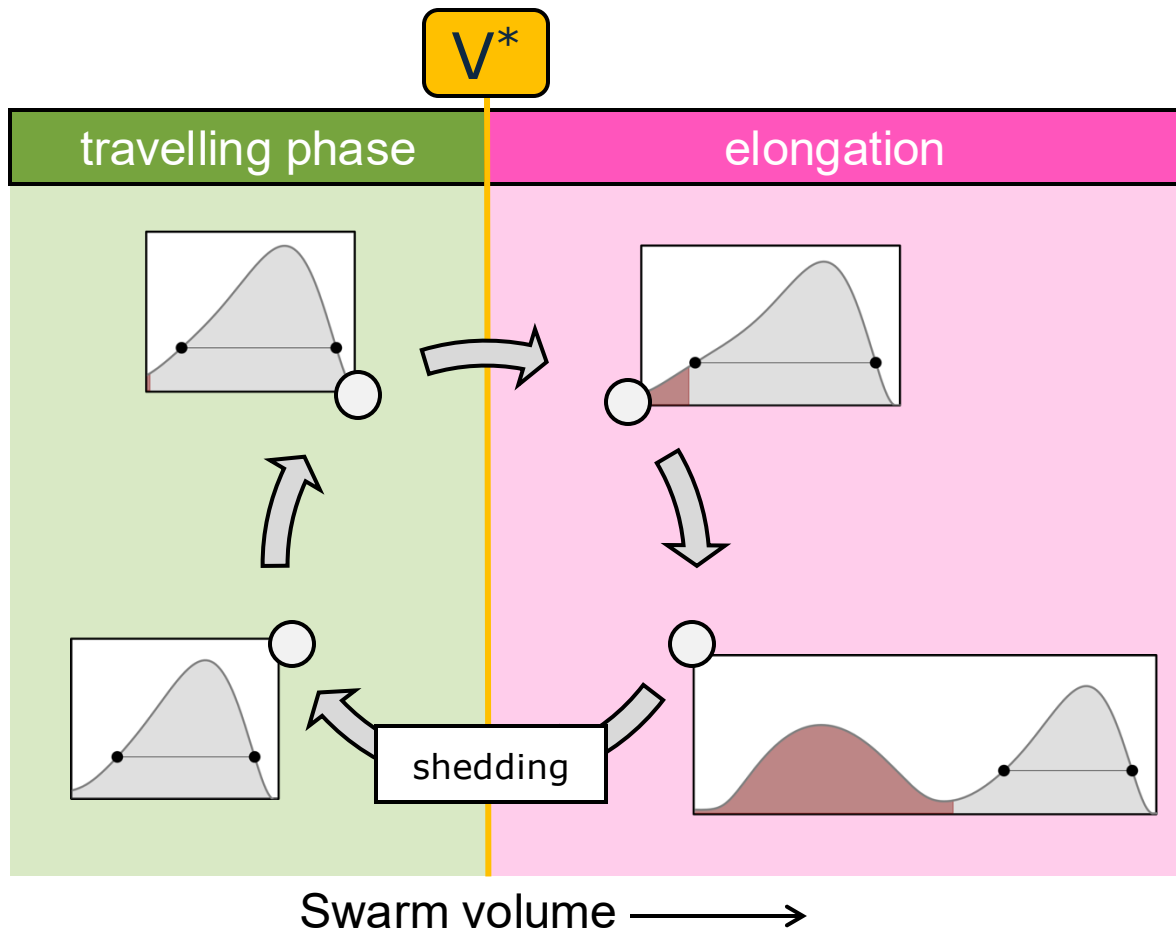 V*
travelling phase
elongation
shedding
Swarm volume